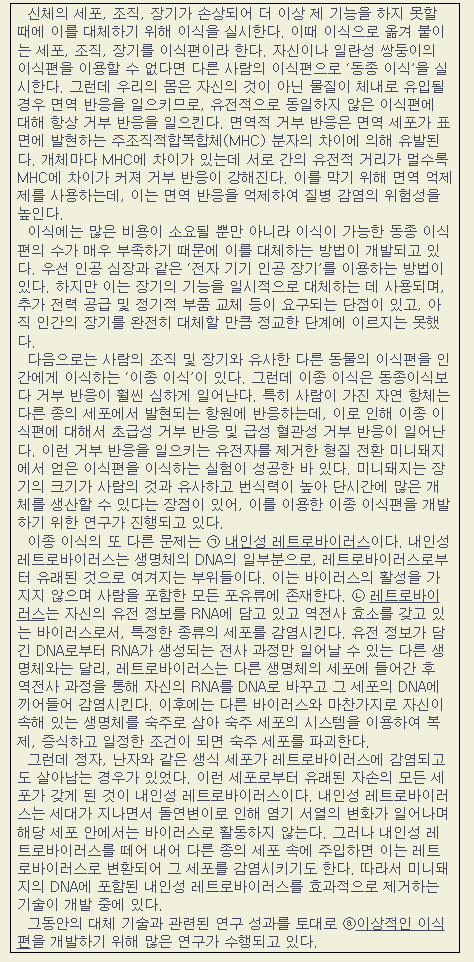 신체의 세포, 조직, 장기가 손상되어 더 이상 제 기능을 하지 못할
때에 이를 대체하기 위해 이식을 실시한다. 이때 이식으로 옮겨 붙이
는 세포, 조직, 장기를 이식편이라 한다. 자신이나 일란성 쌍둥이의
이식편을 이용할 수 없다면 다른 사람의 이식편으로 '동종 이식'을 실
시한다. 그런데 우리의 몸은 자신의 것이 아닌 물질이 체내로 유입될
경우 면역 반응을 일으키므로, 유전적으로 동일하지 않은 이식편에
대해 항상 거부 반응을 일으킨다. 면역적 거부 반응은 면역 세포가 표
면에 발현하는 주조직적합복합체(MHC) 분자의 차이에 의해 유발된
다. 개체마다 MHC에 차이가 있는데 서로 간의 유전적 거리가 멀수록
MHC에 차이가 커져 거부 반응이 강해진다. 이를 막기 위해 면역 억제
제를 사용하는데, 이는 면역 반응을 억제하여 질병 감염의 위험성을
높인다.
이식에는 많은 비용이 소요될 뿐만 아니라 이식이 가능한 동종 이식
편의 수가 매우 부족하기 때문에 이를 대체하는 방법이 개발되고 있
다. 우선 인공 심장과 같은 '전자 기기 인공 장기'를 이용하는 방법이
있다. 하지만 이는 장기의 기능을 일시적으로 대체하는 데 사용되며,
추가 전력 공급 및 정기적 부품 교체 등이 요구되는 단점이 있고, 아
직 인간의 장기를 완전히 대체할 만큼 정교한 단계에 이르지는 못했
다.
다음으로는 사람의 조직 및 장기와 유사한 다른 동물의 이식편을 인
간에게 이식하는 '이종 이식'이 있다. 그런데 이종 이식은 동종이식보
다 거부 반응이 훨씬 심하게 일어난다. 특히 사람이 가진 자연 항체는
다른 종의 세포에서 발현되는 항원에 반응하는데, 이로 인해 이종 이
식편에 대해서 초급성 거부 반응 및 급성 혈관성 거부 반응이 일어난
다. 이런 거부 반응을 일으키는 유전자를 제거한 형질 전환 미니돼지
에서 얻은 이식편을 이식하는 실험이 성공한 바 있다. 미니돼지는 장
기의 크기가 사람의 것과 유사하고 번식력이 높아 단시간에 많은 개
체를 생산할 수 있다는 장점이 있어, 이를 이용한 이종 이식편을 개발
하기 위한 연구가 진행되고 있다.
이종 이식의 또 다른 문제는 ㉠ 내인성 레트로바이러스이다. 내인성
레트로바이러스는 생명체의 DNA의 일부분으로, 레트로바이러스로부
터 유래된 것으로 여겨지는 부위들이다. 이는 바이러스의 활성을 가
지지 않으며 사람을 포함한 모든 포유류에 존재한다. ㉡ 레트로바이
러스는 자신의 유전 정보를 RNA에 담고 있고 역전사 효소를 갖고 있
는 바이러스로서, 특정한 종류의 세포를 감염시킨다. 유전 정보가 담
긴 DNA로부터 RNA가 생성되는 전사 과정만 일어날 수 있는 다른 생
명체와는 달리, 레트로바이러스는 다른 생명체의 세포에 들어간 후
역전사 과정을 통해 자신의 RNA를 DNA로 바꾸고 그 세포의 DNA에
끼어들어 감염시킨다. 이후에는 다른 바이러스와 마찬가지로 자신이
속해 있는 생명체를 숙주로 삼아 숙주 세포의 시스템을 이용하여 복
제, 증식하고 일정한 조건이 되면 숙주 세포를 파괴한다.
그런데 정자, 난자와 같은 생식 세포가 레트로바이러스에 감염되고
도 살아남는 경우가 있었다. 이런 세포로부터 유래된 자손의 모든 세
포가 갖게 된 것이 내인성 레트로바이러스이다. 내인성 레트로바이러
스는 세대가 지나면서 돌연변이로 인해 염기 서열의 변화가 일어나며
해당 세포 안에서는 바이러스로 활동하지 않는다. 그러나 내인성 레
트로바이러스를 떼어 내어 다른 종의 세포 속에 주입하면 이는 레트
로바이러스로 변환되어 그 세포를 감염시키기도 한다. 따라서 미니돼
지의 DNA에 포함된 내인성 레트로바이러스를 효과적으로 제거하는
기술이 개발 중에 있다.
그동안의 대체 기술과 관련된 연구 성과를 토대로 ⓐ이상적인 이식
편을 개발하기 위해 많은 연구가 수행되고 있다.